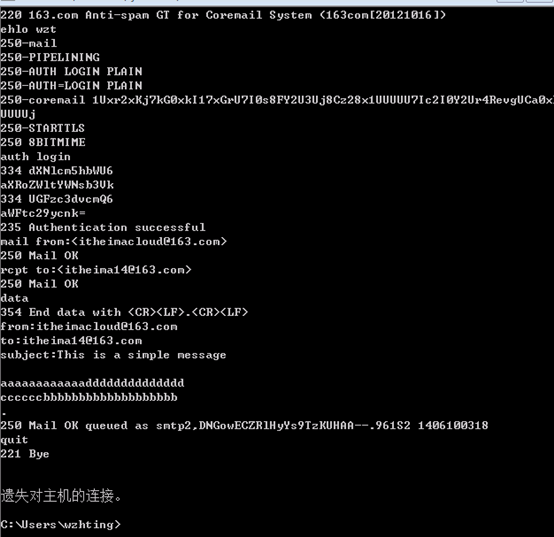 220 163.com Anti-spam GT for Coremail System (163com[20121016])
ehlo wzt
250-mail
250-PIPELINING
250-AUTH LOGIN PLAIN
250-AUTH=LOGIN PLAIN
250-coremail 1Uxr2xKj7kG0xkI17xGrU7I0s8FY2U3Uj8Cz28x1UUUUU7Ic2I0Y2Ur4RevgUCa0x
UUUUj
250-STARTTLS
250 8BITMIME
auth login
334 dXNlcm5hbWU6
aXRoZWltYWNsb3Vk
334 UGFzc3dvcmQ6
aWFtc29ycnk=
235 Authentication successful
mail from:<itheimacloud@163.com>
250 Mail OK
rcpt to:<itheima14@163.com>
250 Mail OK
data
354 End data with <CR><LF>.<CR><LF>
from:itheimacloud@163.com
to:itheima14@163.com
subject:This is a simple message
aaaaaaaaaaaadddddddddddddd
ccccccbbbbbbbbbbbbbbbbbbb
.
250 Mail OK queued as smtp2,DNGowECZRlHyYs9TzKUHAA--.961S2 1406100318
quit
221 Bye
遗失对主机的连接。
C:\Users\wzhting>